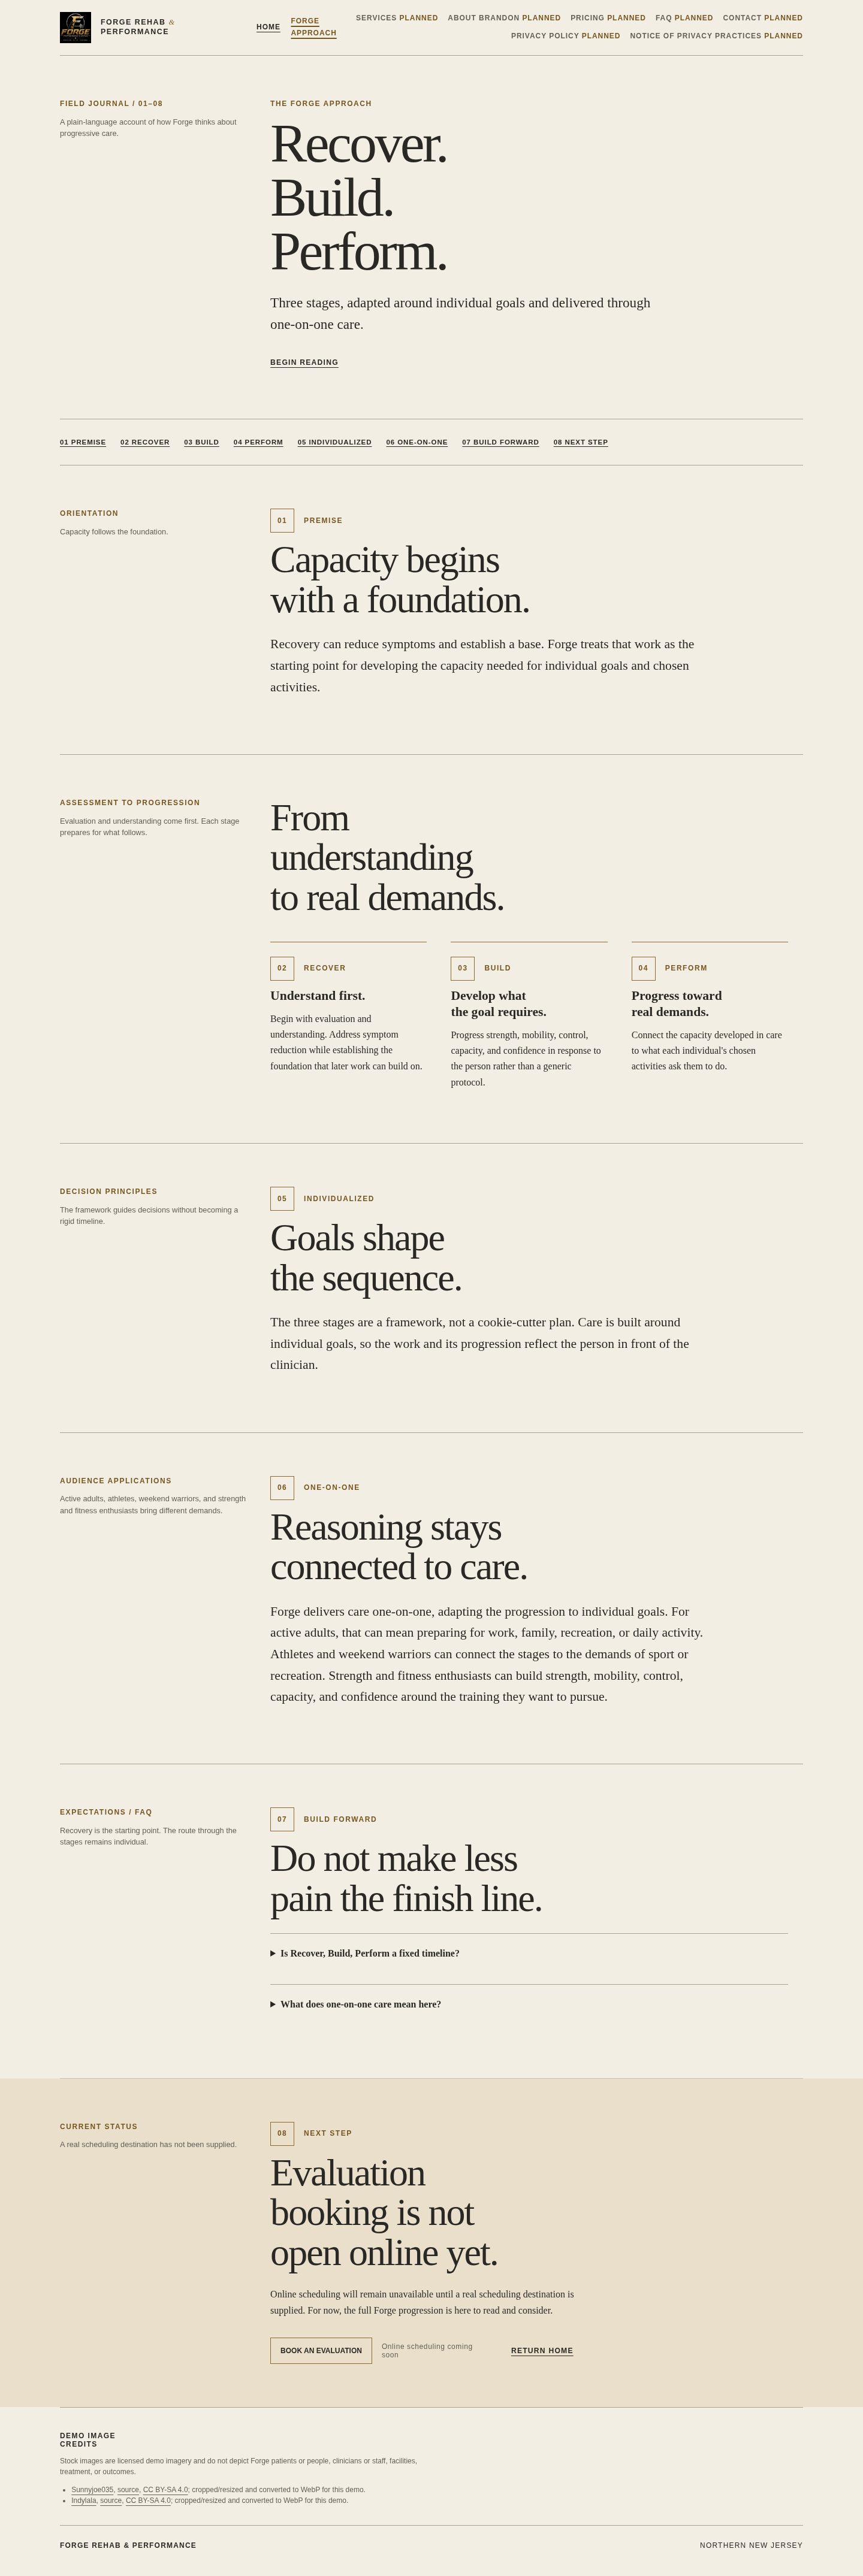 FORGE
FORGE REHAB &
PERFORMANCE
HOME
FORGE
APPROACH
SERVICES PLANNED ABOUT BRANDON PLANNED PRICING PLANNED FAQ PLANNED CONTACT PLANNED
PRIVACY POLICY PLANNED NOTICE OF PRIVACY PRACTICES PLANNED
FIELD JOURNAL / 01–08
A plain-language account of how Forge thinks about
progressive care.
THE FORGE APPROACH
Recover.
Build.
Perform.
Three stages, adapted around individual goals and delivered through
one-on-one care.
BEGIN READING
01 PREMISE 02 RECOVER 03 BUILD 04 PERFORM 05 INDIVIDUALIZED 06 ONE-ON-ONE 07 BUILD FORWARD 08 NEXT STEP
ORIENTATION
Capacity follows the foundation.
01 PREMISE
Capacity begins
with a foundation.
Recovery can reduce symptoms and establish a base. Forge treats that work as the
starting point for developing the capacity needed for individual goals and chosen
activities.
ASSESSMENT TO PROGRESSION
Evaluation and understanding come first. Each stage
prepares for what follows.
From
understanding
to real demands.
02 RECOVER
Understand first.
Begin with evaluation and
understanding. Address symptom
reduction while establishing the
foundation that later work can build on.
03 BUILD
Develop what
the goal requires.
Progress strength, mobility, control,
capacity, and confidence in response to
the person rather than a generic
protocol.
04 PERFORM
Progress toward
real demands.
Connect the capacity developed in care
to what each individual's chosen
activities ask them to do.
DECISION PRINCIPLES
The framework guides decisions without becoming a
rigid timeline.
05 INDIVIDUALIZED
Goals shape
the sequence.
The three stages are a framework, not a cookie-cutter plan. Care is built around
individual goals, so the work and its progression reflect the person in front of the
clinician.
AUDIENCE APPLICATIONS
Active adults, athletes, weekend warriors, and strength
and fitness enthusiasts bring different demands.
06 ONE-ON-ONE
Reasoning stays
connected to care.
Forge delivers care one-on-one, adapting the progression to individual goals. For
active adults, that can mean preparing for work, family, recreation, or daily activity.
Athletes and weekend warriors can connect the stages to the demands of sport or
recreation. Strength and fitness enthusiasts can build strength, mobility, control,
capacity, and confidence around the training they want to pursue.
EXPECTATIONS / FAQ
Recovery is the starting point. The route through the
stages remains individual.
07 BUILD FORWARD
Do not make less
pain the finish line.
Is Recover, Build, Perform a fixed timeline?
What does one-on-one care mean here?
CURRENT STATUS
A real scheduling destination has not been supplied.
08 NEXT STEP
Evaluation
booking is not
open online yet.
Online scheduling will remain unavailable until a real scheduling destination is
supplied. For now, the full Forge progression is here to read and consider.
BOOK AN EVALUATION
Online scheduling coming
soon
RETURN HOME
DEMO IMAGE
CREDITS
Stock images are licensed demo imagery and do not depict Forge patients or people, clinicians or staff, facilities,
treatment, or outcomes.
Sunnyjoe035, source, CC BY-SA 4.0; cropped/resized and converted to WebP for this demo.
Indylala, source, CC BY-SA 4.0; cropped/resized and converted to WebP for this demo.
FORGE REHAB & PERFORMANCE
NORTHERN NEW JERSEY